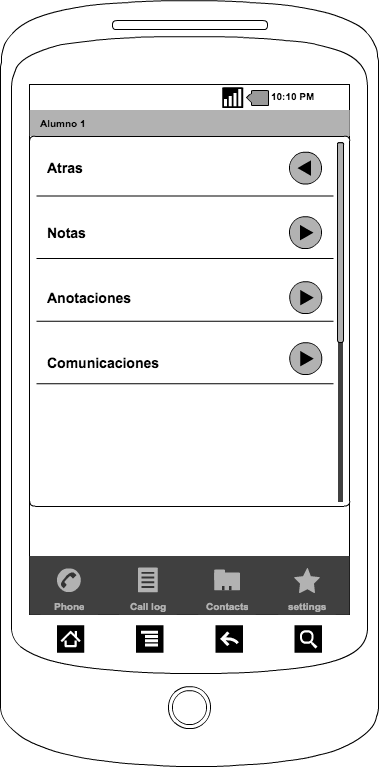 10:10 PM
Alumno 1
Atras
Notas
Anotaciones
Comunicaciones
Phone Call log Contacts settings